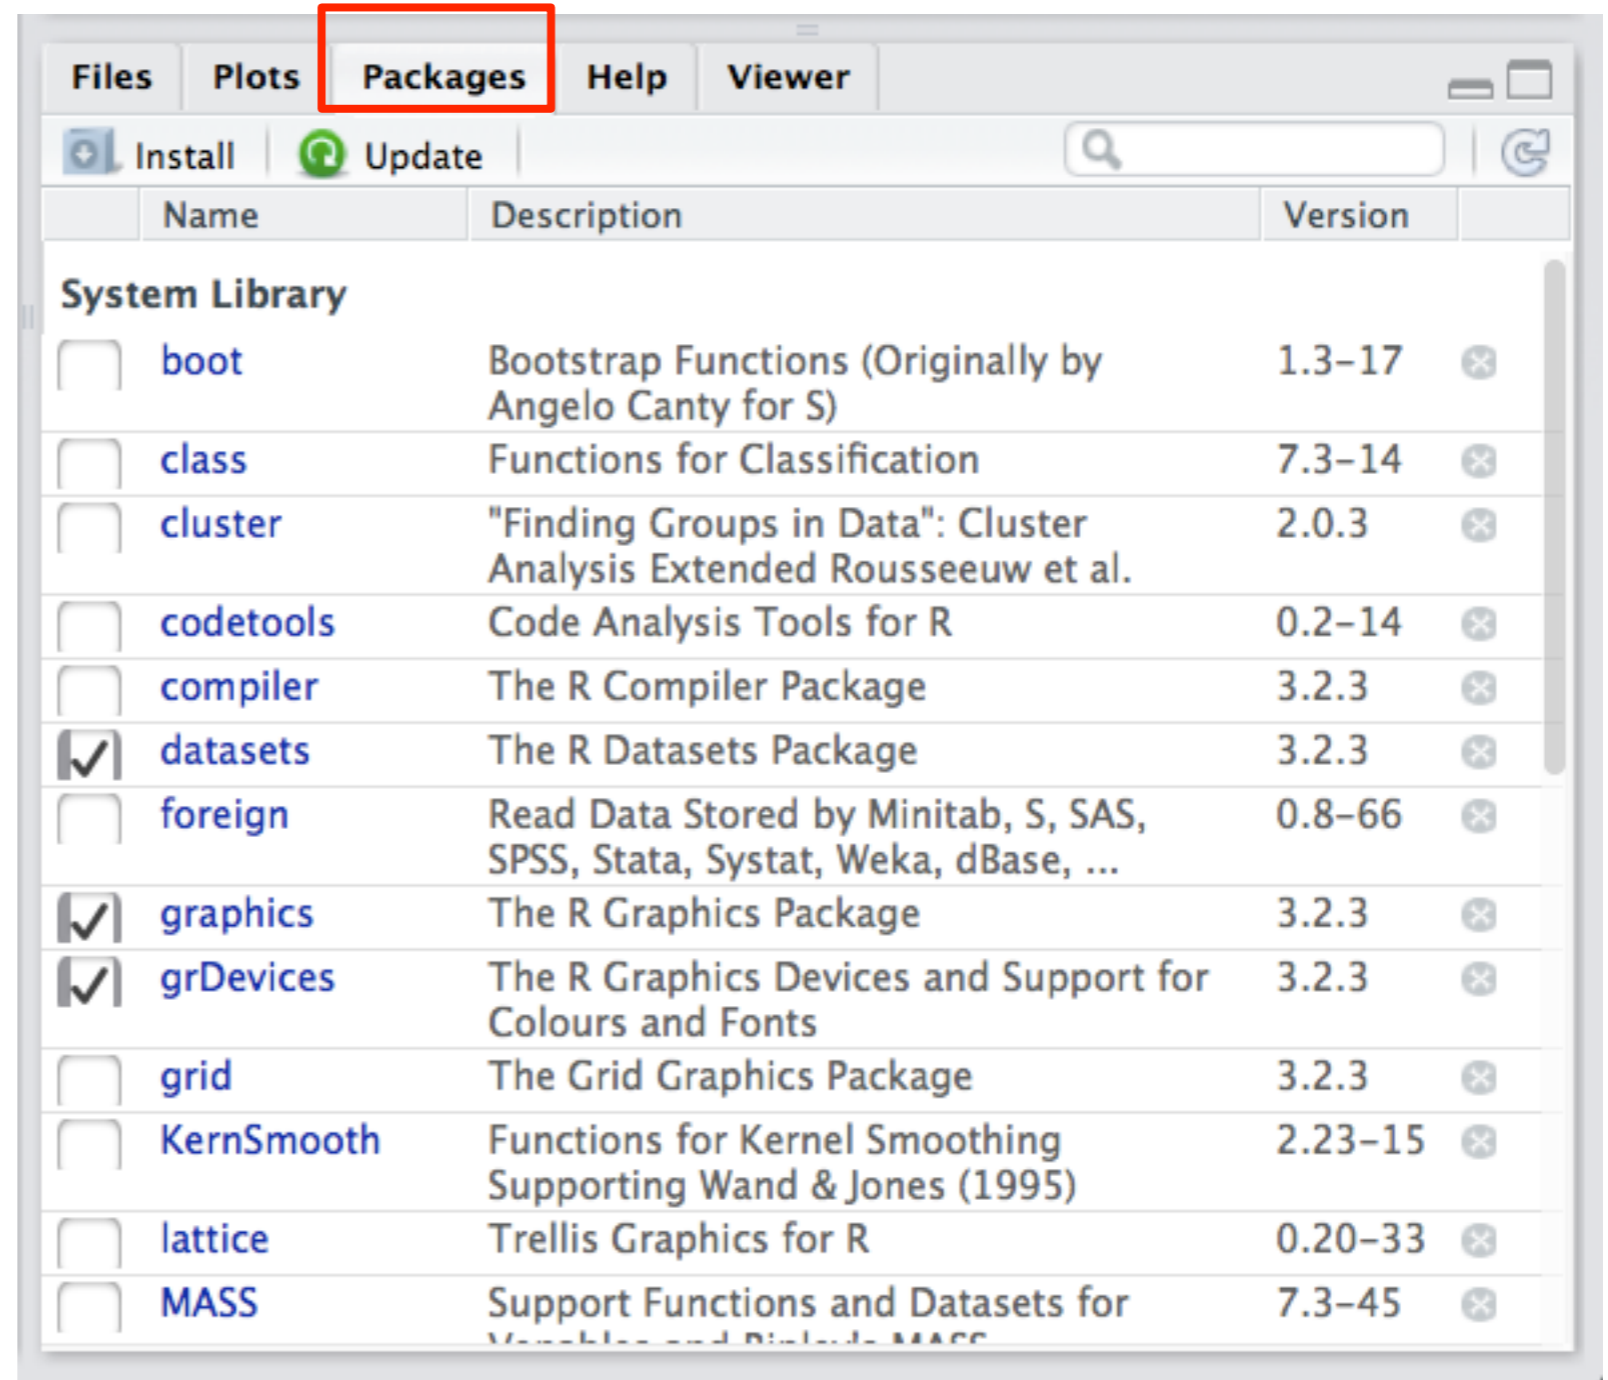 Files Plots Packages Help Viewer
Install Update
Name Description Version
System Library
boot Bootstrap Functions (Originally by 1.3-17
Angelo Canty for S)
class Functions for Classification 7.3-14
cluster "Finding Groups in Data": Cluster 2.0.3
Analysis Extended Rousseeuw et al.
codetools Code Analysis Tools for R 0.2-14
compiler The R Compiler Package 3.2.3
datasets The R Datasets Package 3.2.3
foreign Read Data Stored by Minitab, S, SAS, 0.8-66
SPSS, Stata, Systat, Weka, dBase, ...
graphics The R Graphics Package 3.2.3
grDevices The R Graphics Devices and Support for 3.2.3
Colours and Fonts
grid The Grid Graphics Package 3.2.3
KernSmooth Functions for Kernel Smoothing 2.23-15
Supporting Wand & Jones (1995)
lattice Trellis Graphics for R 0.20-33
MASS Support Functions and Datasets for 7.3-45